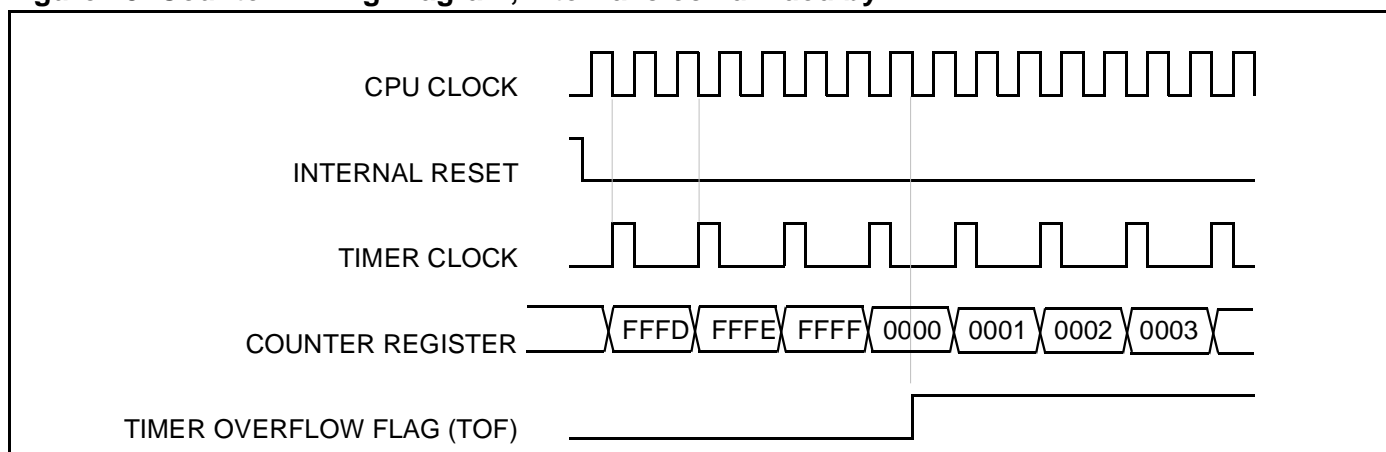 CPU CLOCK
INTERNAL RESET
TIMER CLOCK
FFFD FFFE FFFF 0000 0001 0002 0003
COUNTER REGISTER
TIMER OVERFLOW FLAG (TOF)